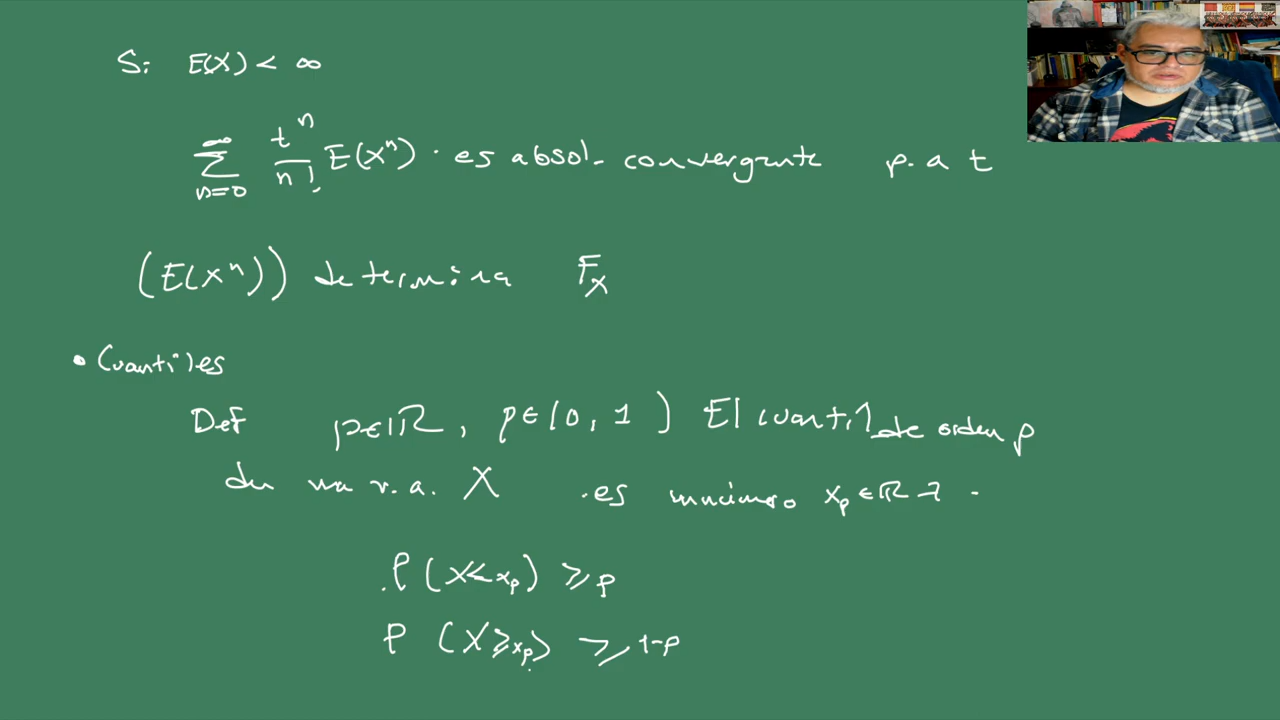 Si E(X) < ∞
∑_{n=0}^{∞} t^n/n! E(X^n) · es absol. convergente p.a t
(E(X^n)) determina F_X
• Cuantiles
Def p∈ℝ, p∈(0,1) El cuantil de orden p
de una v.a. X es x_p∈ℝ
P(X≤x_p) ≥ p
P(X≥x_p) ≥ 1-p